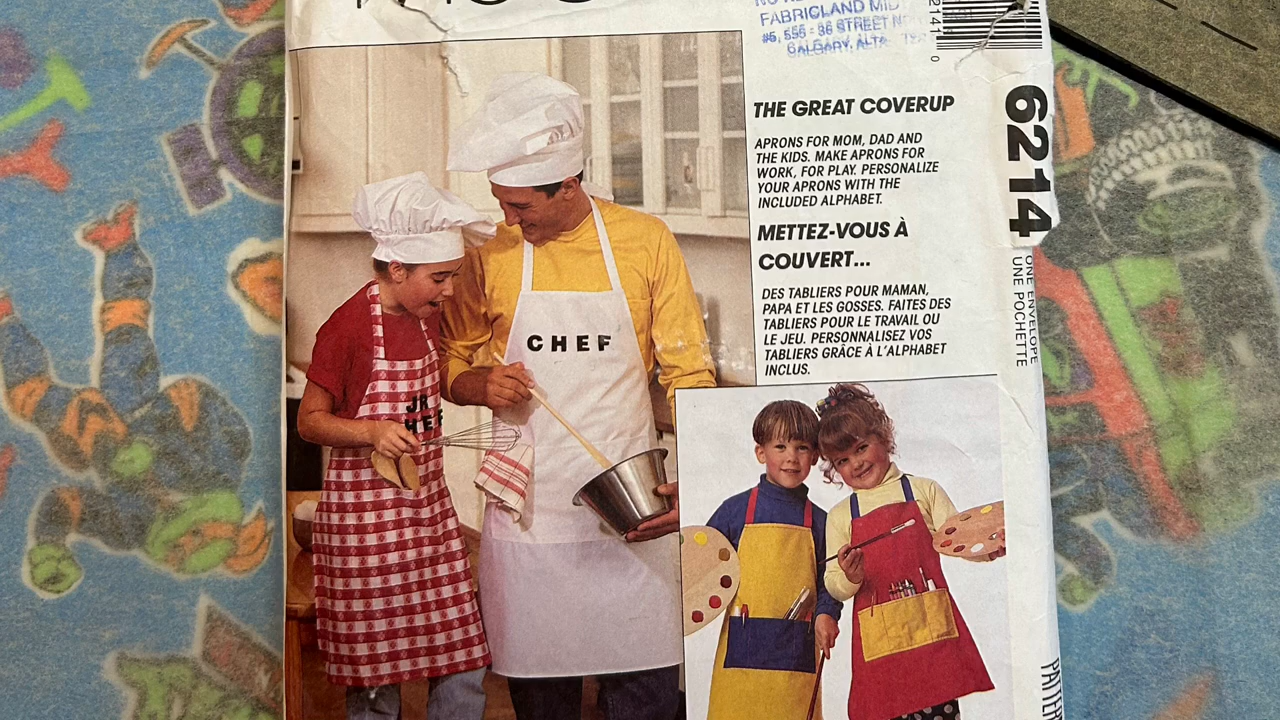 FABRICLAND MID
#5, 555 - 36 STREET N
CALGARY, ALTA
0
THE GREAT COVERUP
APRONS FOR MOM, DAD AND
THE KIDS. MAKE APRONS FOR
WORK, FOR PLAY. PERSONALIZE
YOUR APRONS WITH THE
INCLUDED ALPHABET.
METTEZ-VOUS À
COUVERT...
DES TABLIERS POUR MAMAN,
PAPA ET LES GOSSES. FAITES DES
TABLIERS POUR LE TRAVAIL OU
LE JEU. PERSONNALISEZ VOS
TABLIERS GRÂCE À L'ALPHABET
INCLUS.
6214
ONE ENVELOPE
UNE POCHETTE
CHEF
JR
HEF
PATTER